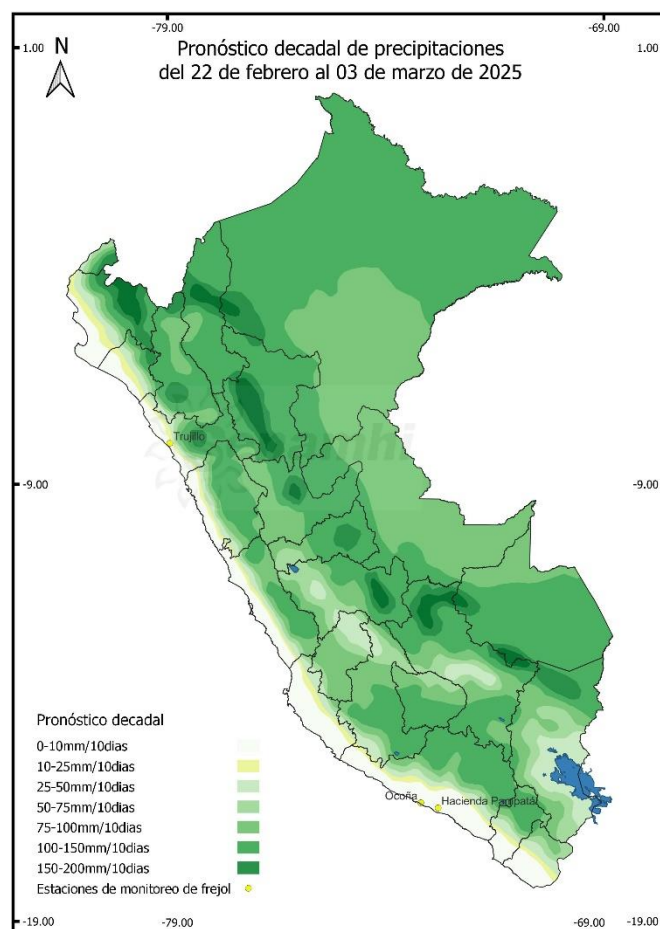 -79.00
-69.00
1.00
1.00
N
Pronóstico decadal de precipitaciones
del 22 de febrero al 03 de marzo de 2025
Trujillo
-9.00
-9.00
Pronóstico decadal
0-10mm/10dias
10-25mm/10dias
25-50mm/10dias
50-75mm/10dias
75-100mm/10dias
100-150mm/10dias
150-200mm/10dias
Estaciones de monitoreo de frejol
Ocoña
Hacienda
-19.00
-79.00
-69.00
-19.00